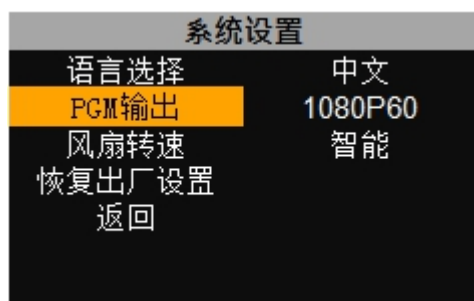 系统设置
语言选择 中文
PGM输出 1080P60
风扇转速 智能
恢复出厂设置
返回